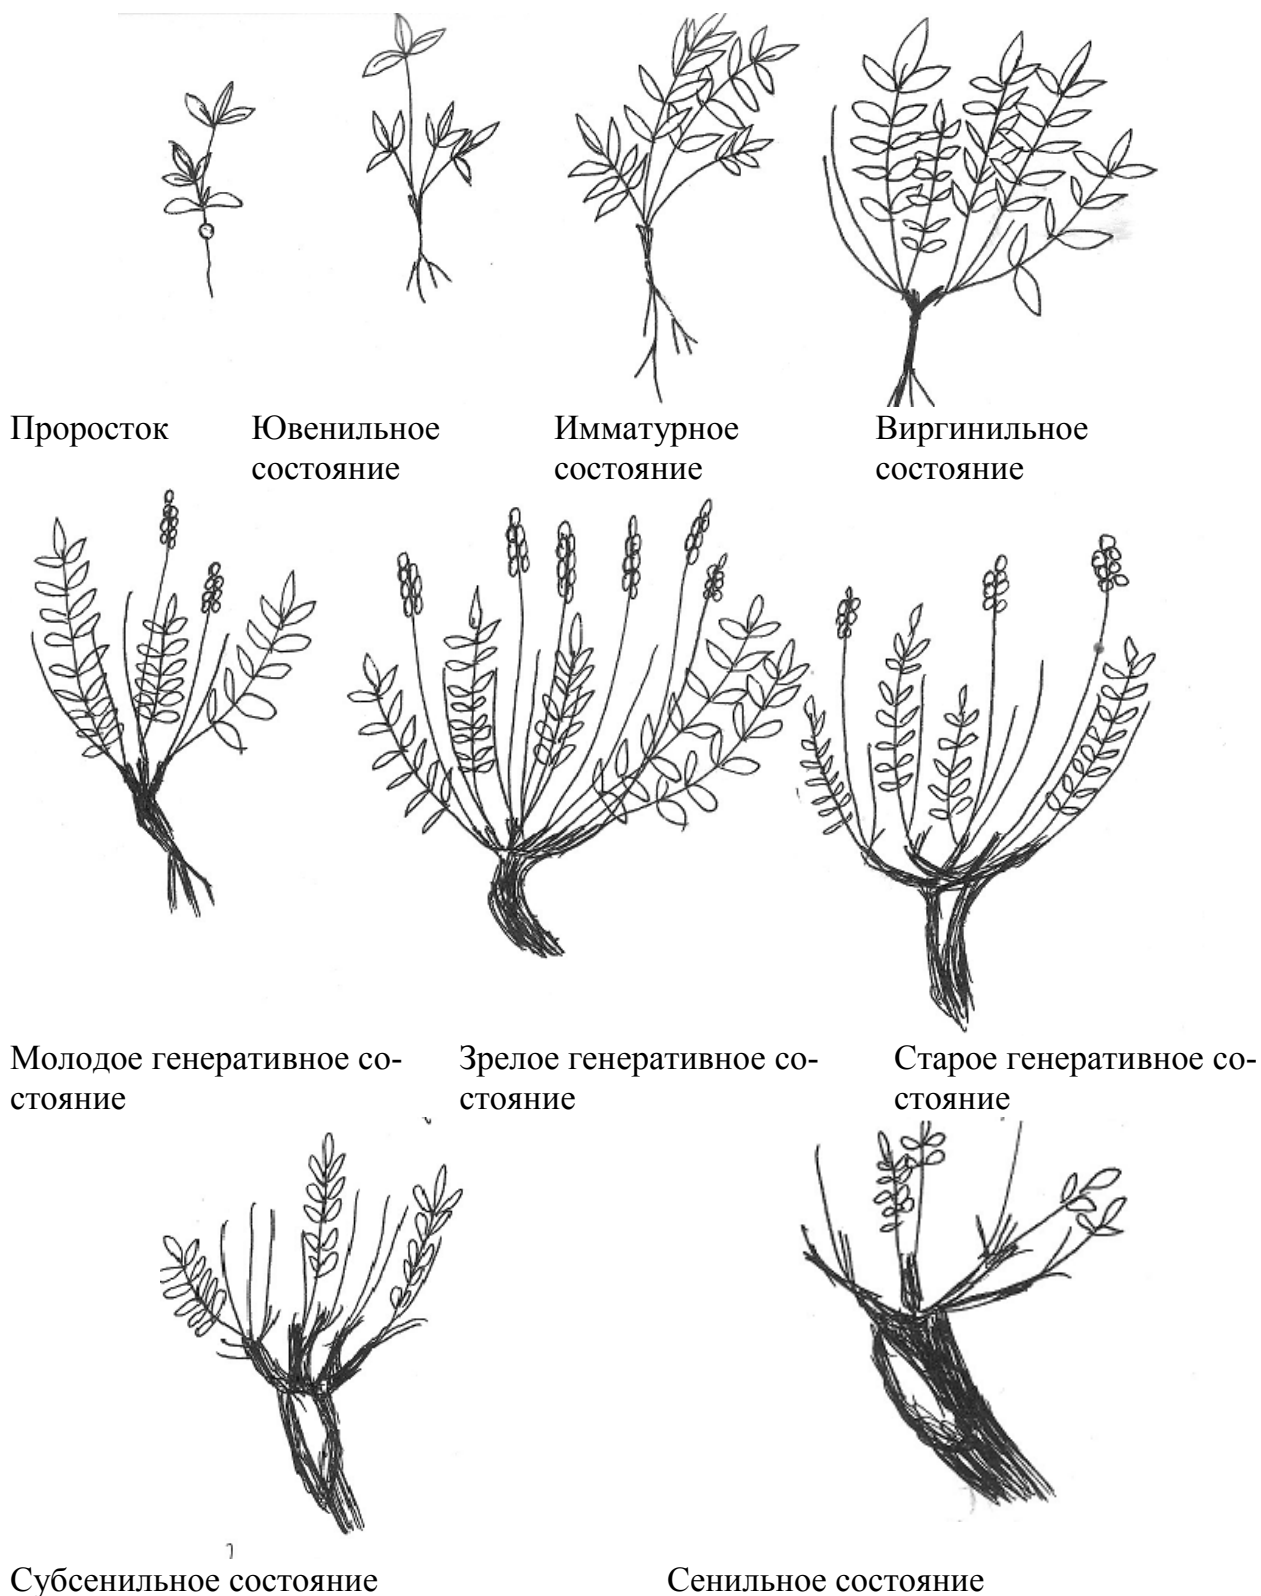 Проросток Ювенильное Имматурное Виргинильное
состояние состояние состояние
Молодое генеративное со- Зрелое генеративное со- Старое генеративное со-
стояние стояние стояние
Субсенильное состояние Сенильное состояние